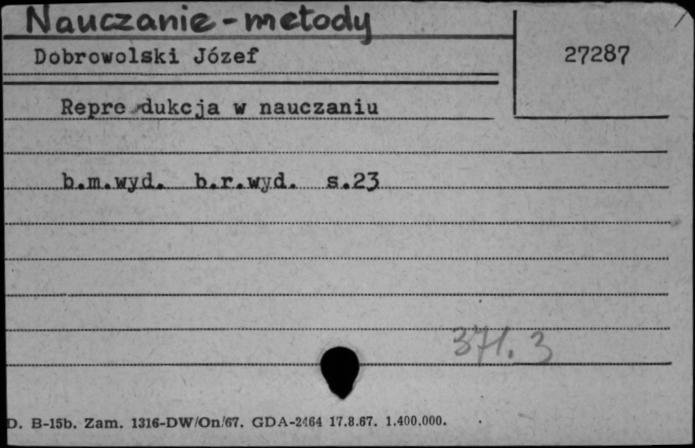 Nauczanie - metody
Dobrowolski Józef
27287
Repro dukcja w nauczaniu
b.m.wyd. b.r.wyd. s.23
371.3
D. B-15b. Zam. 1316-DW/On/67. GDA-2464 17.8.67. 1.400.000.